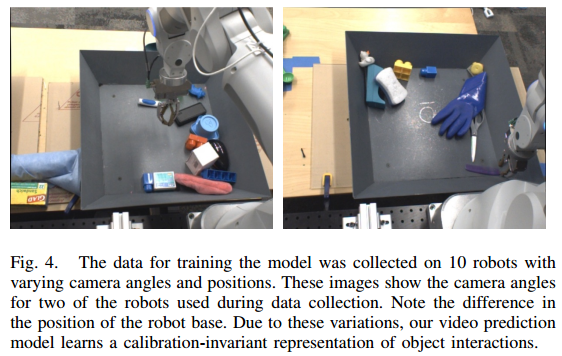 GLAD
Fig. 4. The data for training the model was collected on 10 robots with
varying camera angles and positions. These images show the camera angles
for two of the robots used during data collection. Note the difference in
the position of the robot base. Due to these variations, our video prediction
model learns a calibration-invariant representation of object interactions.